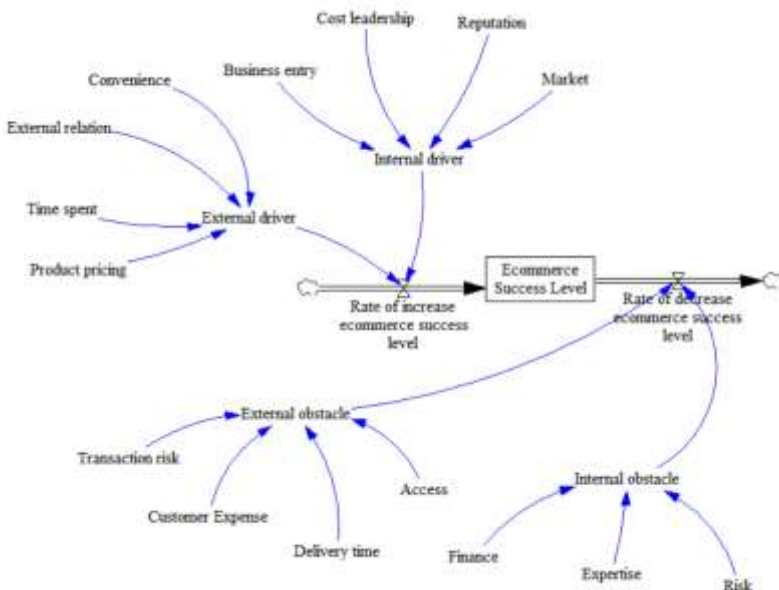 Cost leadership
Reputation
Business entry
Convenience
Market
External relation
Internal driver
Time spent
External driver
Product pricing
Ecommerce
Success Level
Rate of increase
ecommerce success
level
Rate of decrease
ecommerce success
level
External obstacle
Transaction risk
Access
Internal obstacle
Customer Expense
Delivery time
Finance
Expertise
Risk